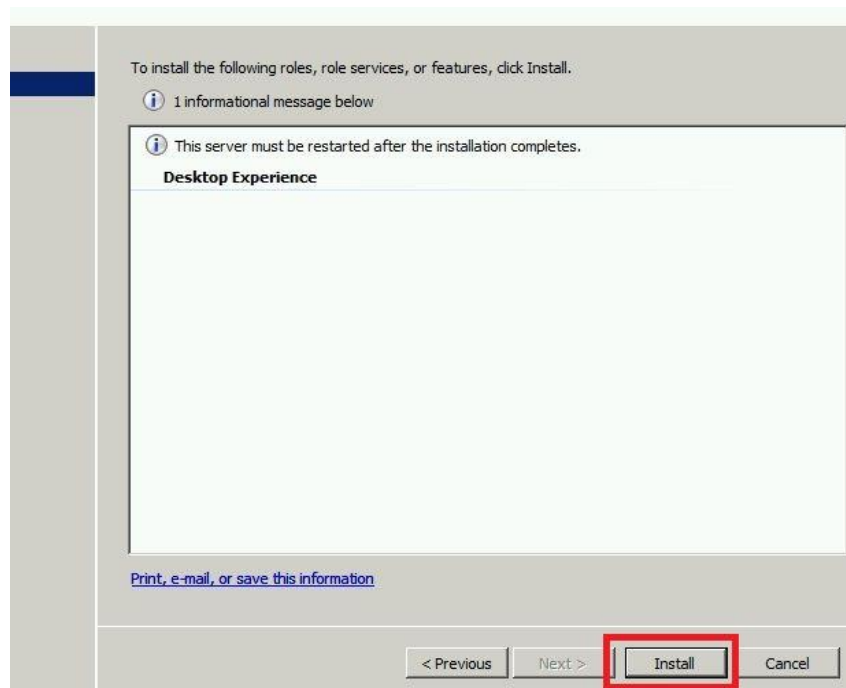 To install the following roles, role services, or features, click Install.
1 informational message below
This server must be restarted after the installation completes.
Desktop Experience
Print, e-mail, or save this information
< Previous Next > Install Cancel